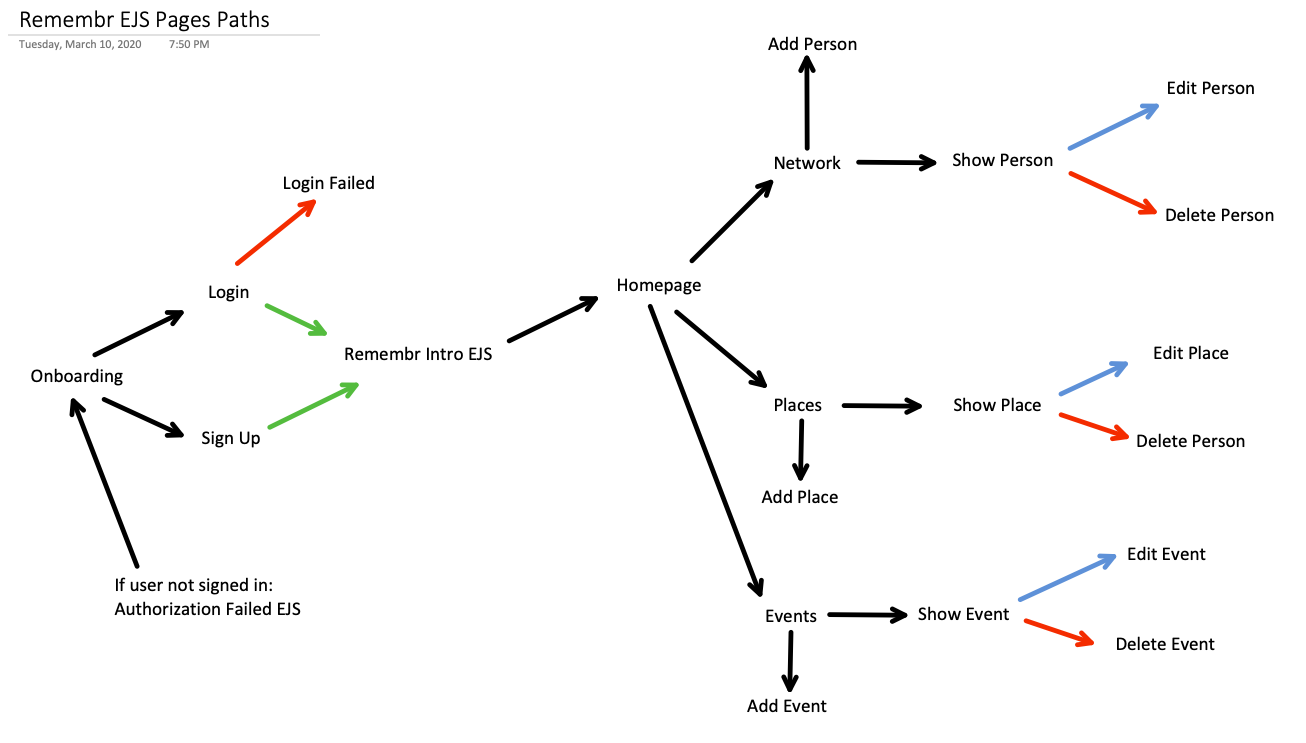 Remembr EJS Pages Paths
Tuesday, March 10, 2020 7:50 PM
Add Person
Edit Person
Network
Show Person
Login Failed
Delete Person
Homepage
Login
Remembr Intro EJS
Edit Place
Onboarding
Places
Show Place
Sign Up
Delete Person
Add Place
Edit Event
If user not signed in:
Authorization Failed EJS
Events
Show Event
Delete Event
Add Event